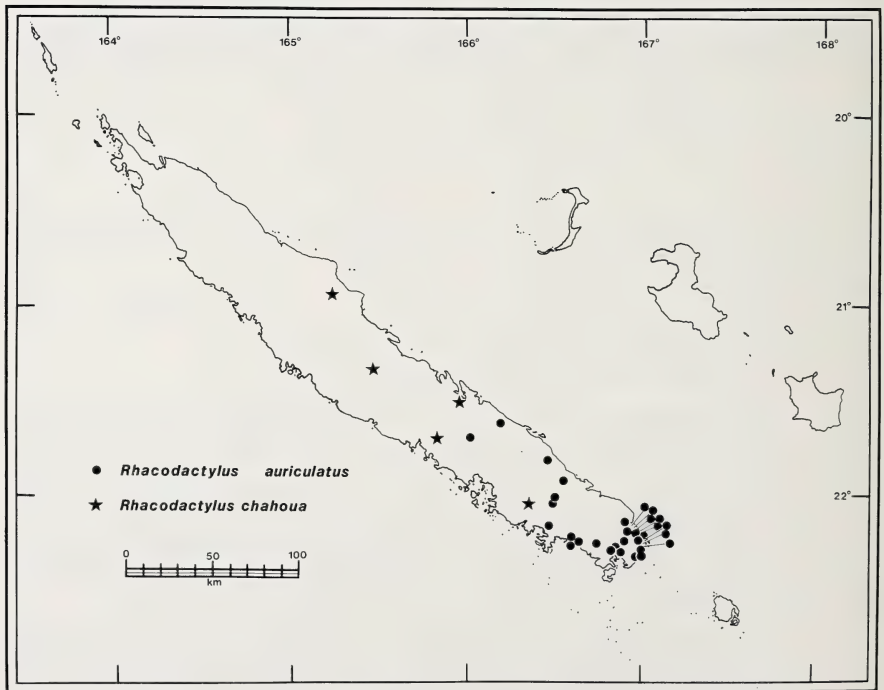 164° 165° 166° 167° 168°
20°
21°
22°
Rhacodactylus auriculatus
Rhacodactylus chahoua
0 50 100
km